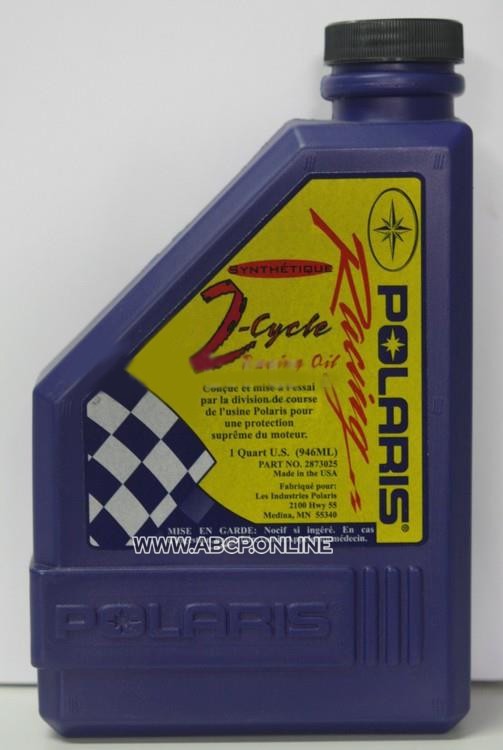 SYNTHÉTIQUE
2-Cycle
Racing Oil
Racing
POLARIS®
Conçue et mise à essai
par la division de course
de l'usine Polaris pour
une protection
suprême du moteur.
1 Quart U.S. (946ML)
PART NO. 2873025
Made in the USA
Fabriqué pour:
Les Industries Polaris
2100 Hwy 55
Medina, MN 55340
MISE EN GARDE: Nocif si ingéré. En cas
médecin.
WWW.ABCP.ONLINE
POLARIS